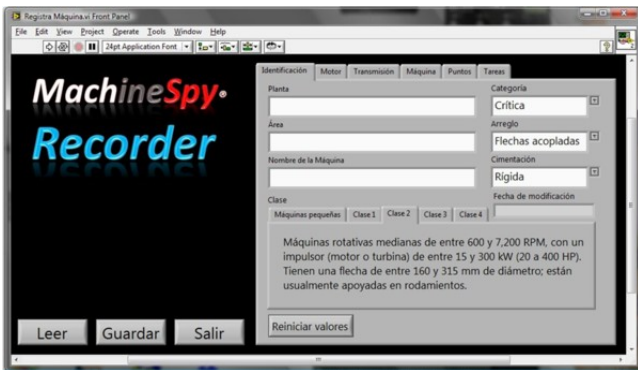 Registra Máquina.vi Front Panel
File Edit View Project Operate Tools Window Help
24pt Application Font
Identificación Motor Transmisión Máquina Puntos Tareas
MachineSpy®
Recorder
Planta
Categoría
Crítica
Área
Arreglo
Flechas acopladas
Nombre de la Máquina
Cimentación
Rígida
Clase
Fecha de modificación
Máquinas pequeñas Clase 1 Clase 2 Clase 3 Clase 4
Máquinas rotativas medianas de entre 600 y 7,200 RPM, con un
impulsor (motor o turbina) de entre 15 y 300 kW (20 a 400 HP).
Tienen una flecha de entre 160 y 315 mm de diámetro; están
usualmente apoyadas en rodamientos.
Leer Guardar Salir
Reiniciar valores